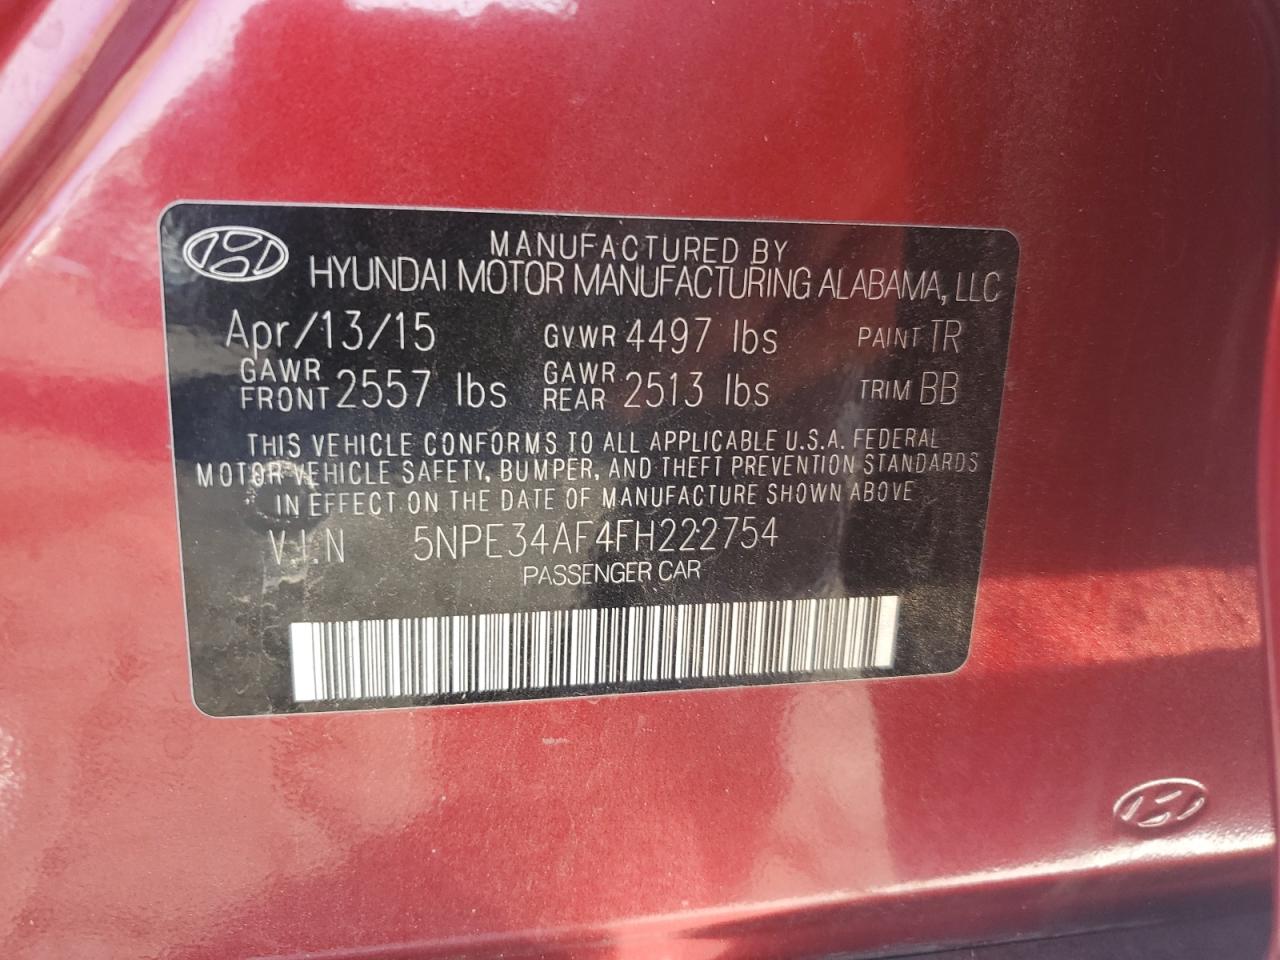 MANUFACTURED BY
HYUNDAI MOTOR MANUFACTURING ALABAMA, LLC
Apr/13/15 GVWR 4497 lbs PAINT TR
GAWR FRONT 2557 lbs GAWR REAR 2513 lbs TRIM BB
THIS VEHICLE CONFORMS TO ALL APPLICABLE U.S.A. FEDERAL
MOTOR VEHICLE SAFETY, BUMPER, AND THEFT PREVENTION STANDARDS
IN EFFECT ON THE DATE OF MANUFACTURE SHOWN ABOVE
V.I.N 5NPE34AF4FH222754
PASSENGER CAR